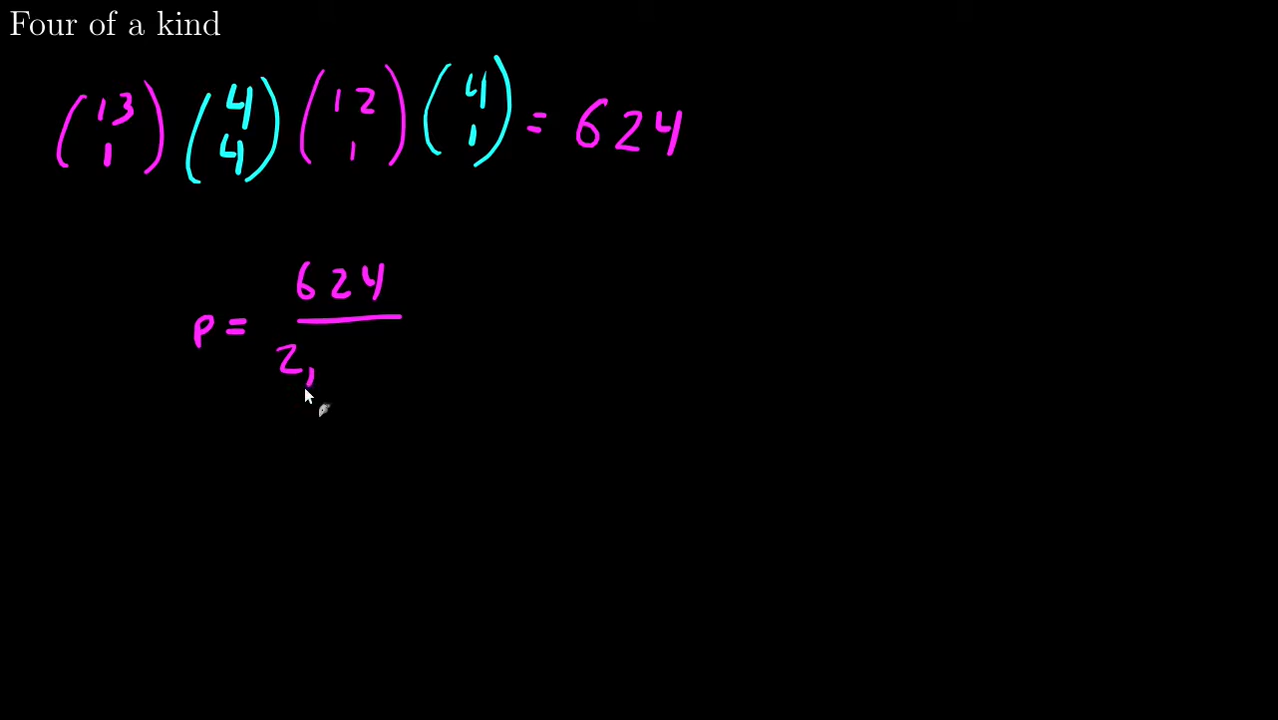 Four of a kind
(13 1) (4 4) (12 1) (4 1) = 624
P = 624
2,